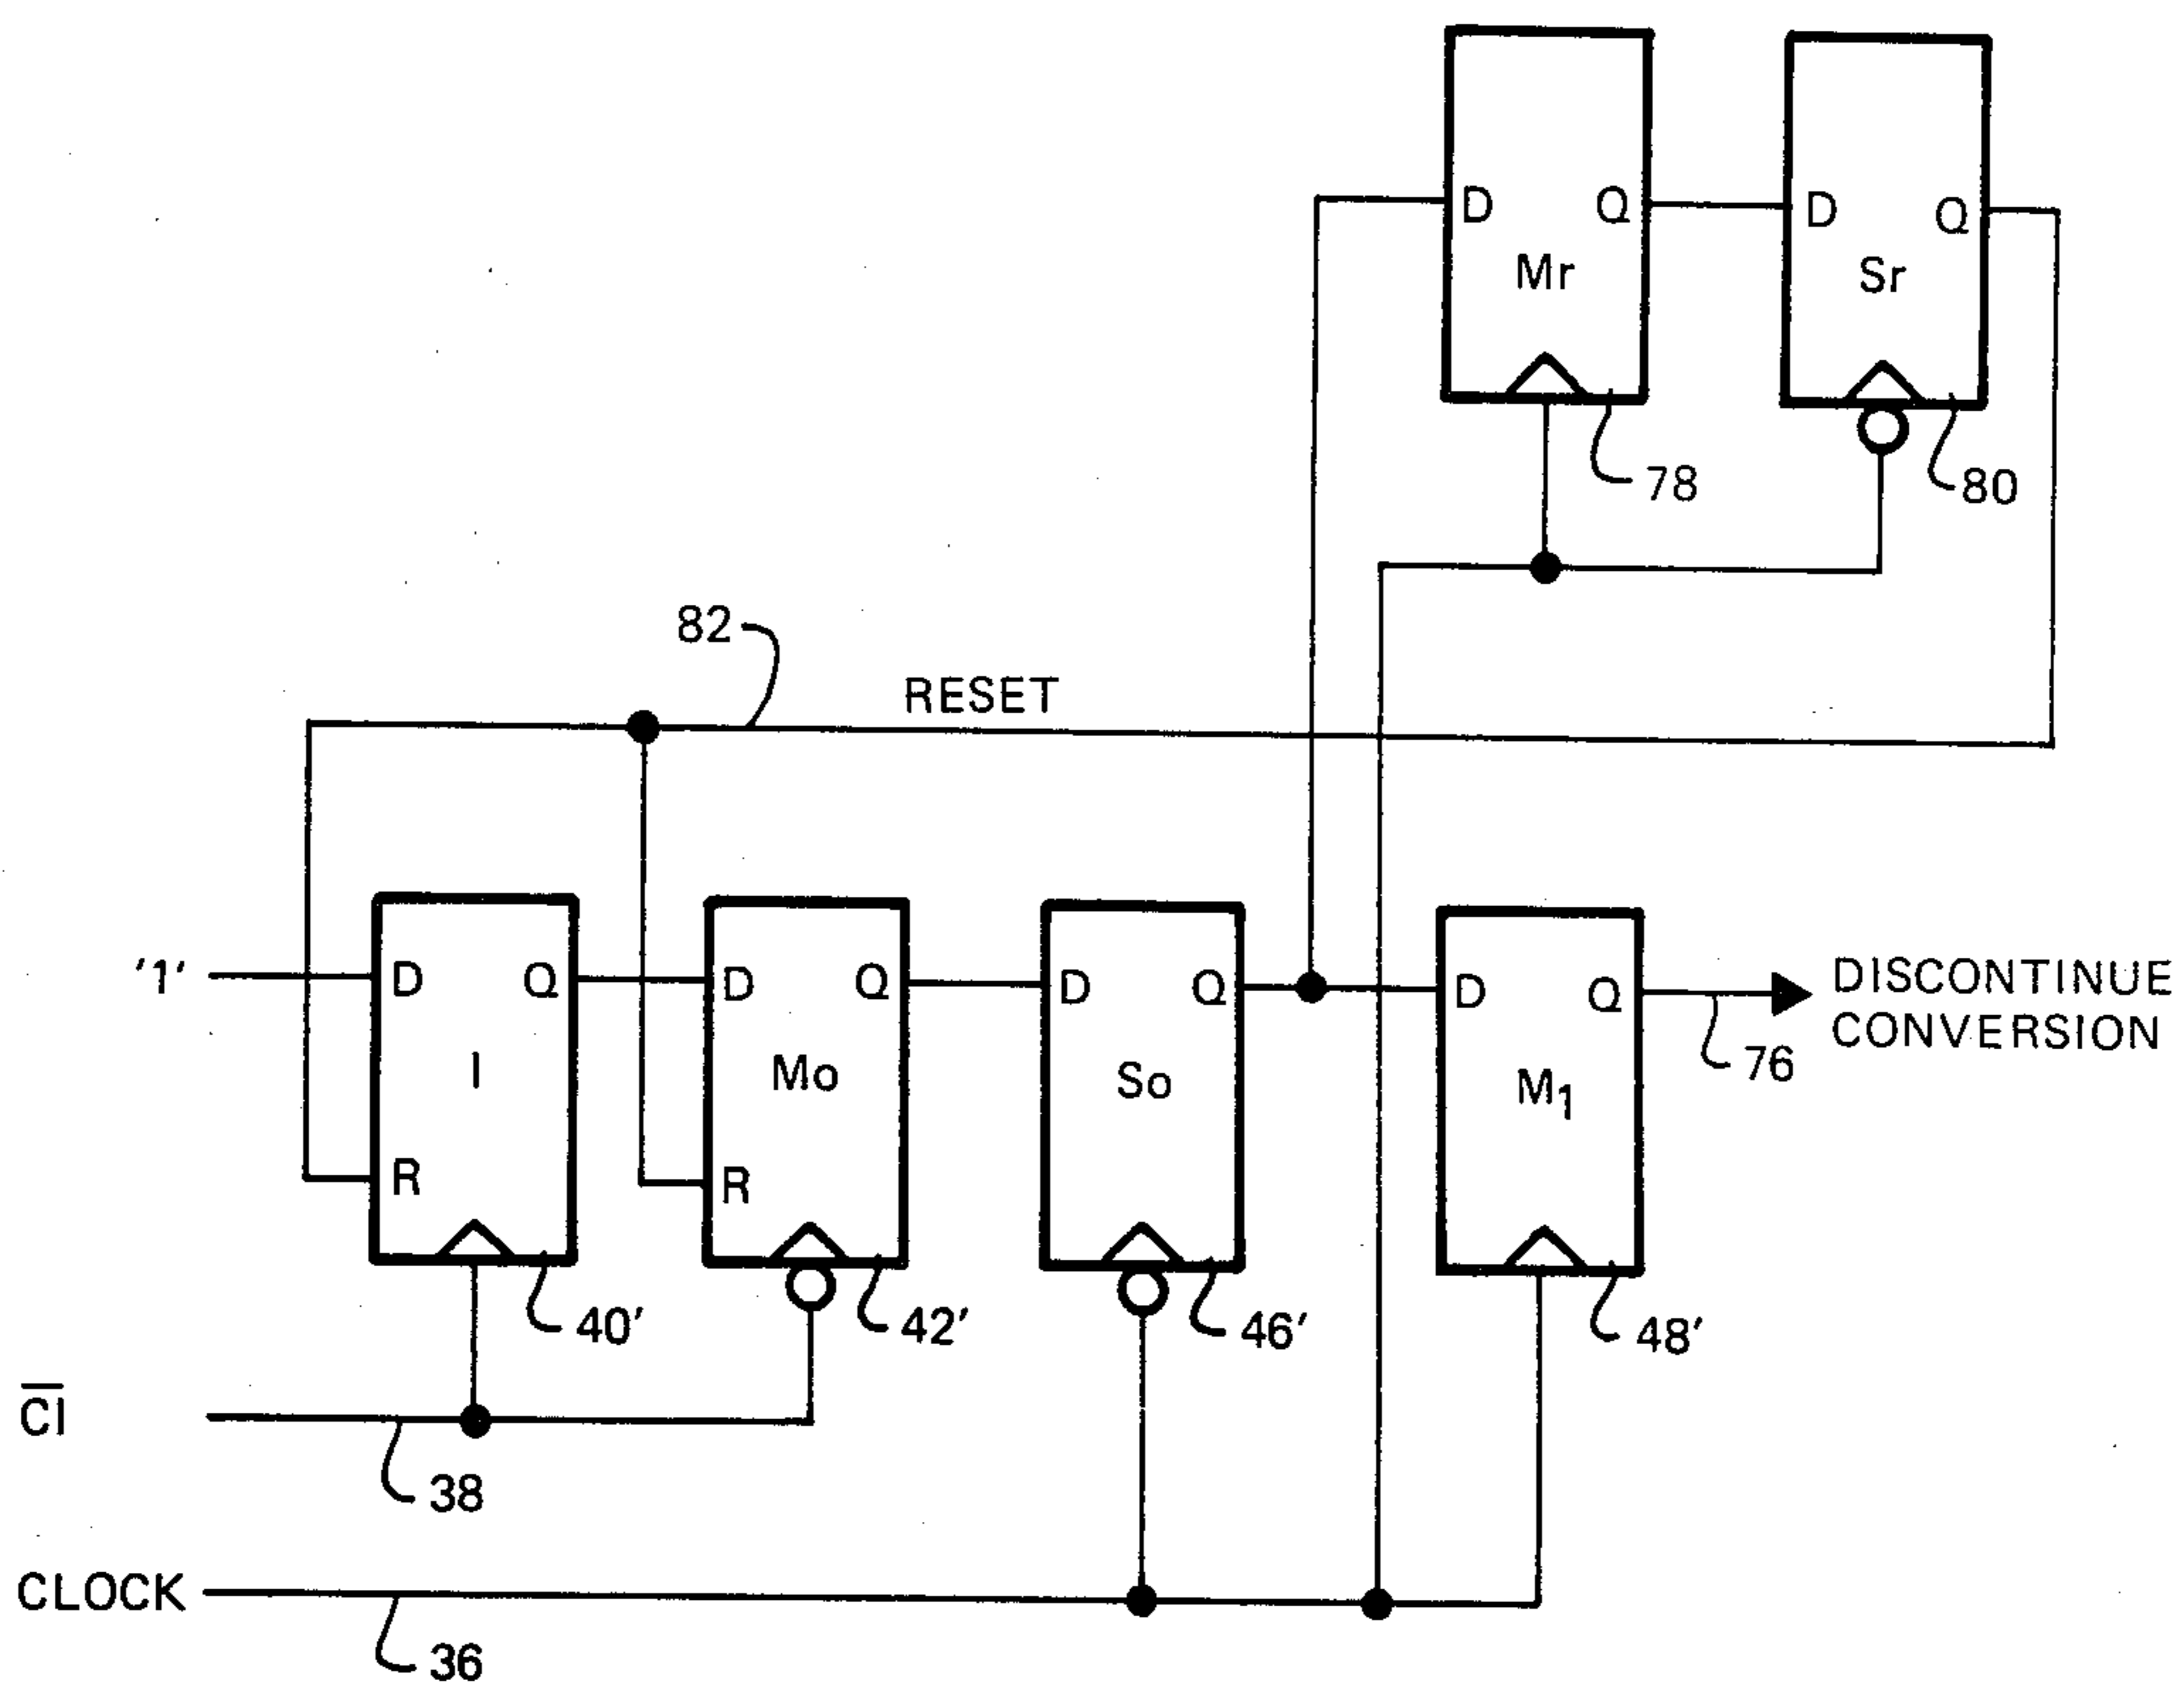 D Q
Mr
78
D Q
Sr
80
82
RESET
'1'
D Q
I
R
40'
D Q
Mo
R
42'
D Q
So
46'
D Q
M1
48'
DISCONTINUE
CONVERSION
76
C̅I̅
38
CLOCK
36